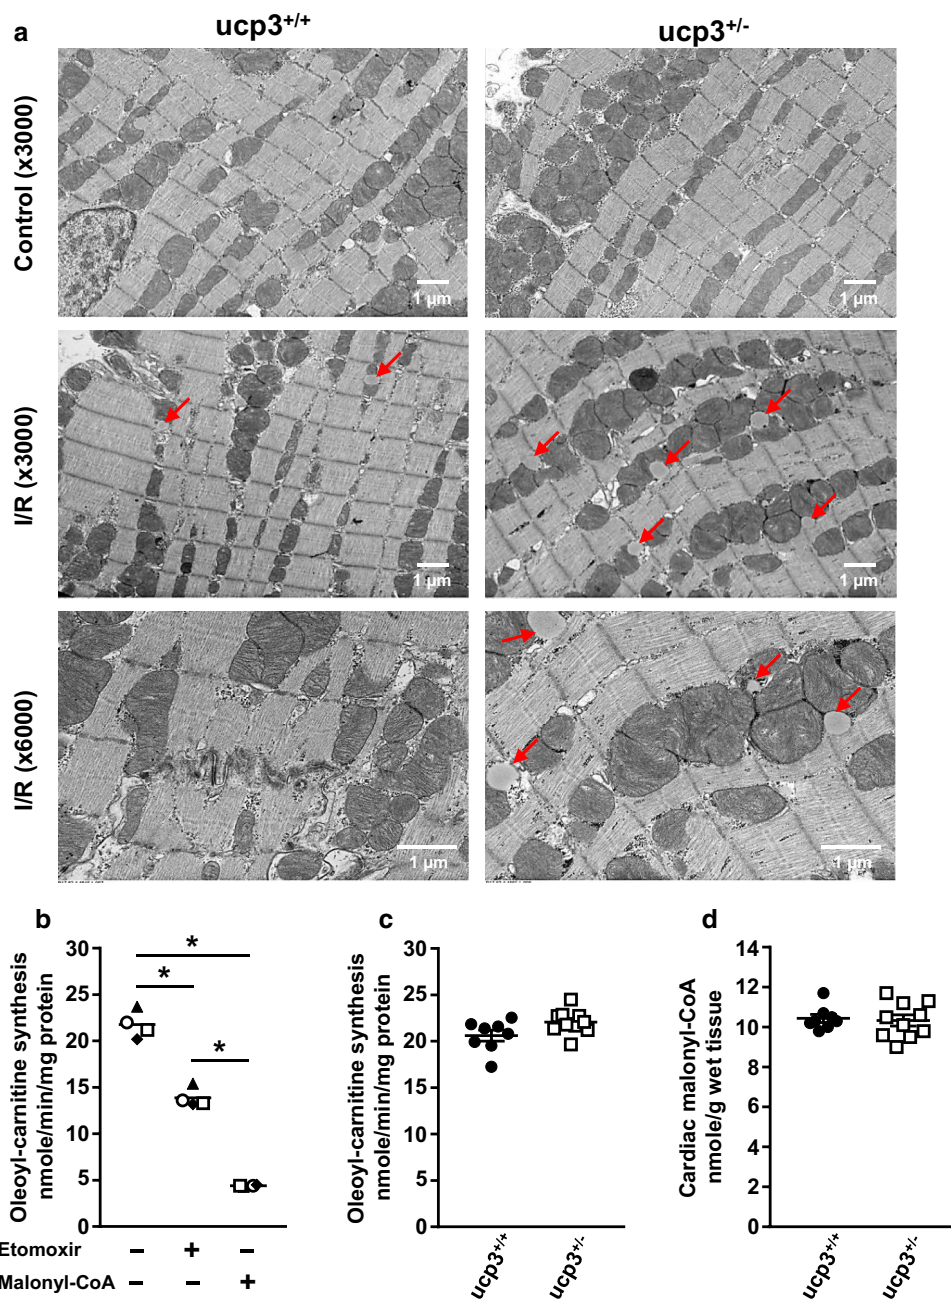 a
ucp3+/+
ucp3+/-
Control (x3000)
1 µm
1 µm
I/R (x3000)
1 µm
1 µm
I/R (x6000)
1 µm
1 µm
b
c
d
Oleoyl-carnitine synthesis
nmole/min/mg protein
30
25
20
15
10
5
0
*
*
*
Etomoxir
– + –
Malonyl-CoA
– – +
Oleoyl-carnitine synthesis
nmole/min/mg protein
30
25
20
15
10
5
0
ucp3+/+
ucp3+/-
Cardiac malonyl-CoA
nmole/g wet tissue
14
12
10
8
6
4
2
0
ucp3+/+
ucp3+/-